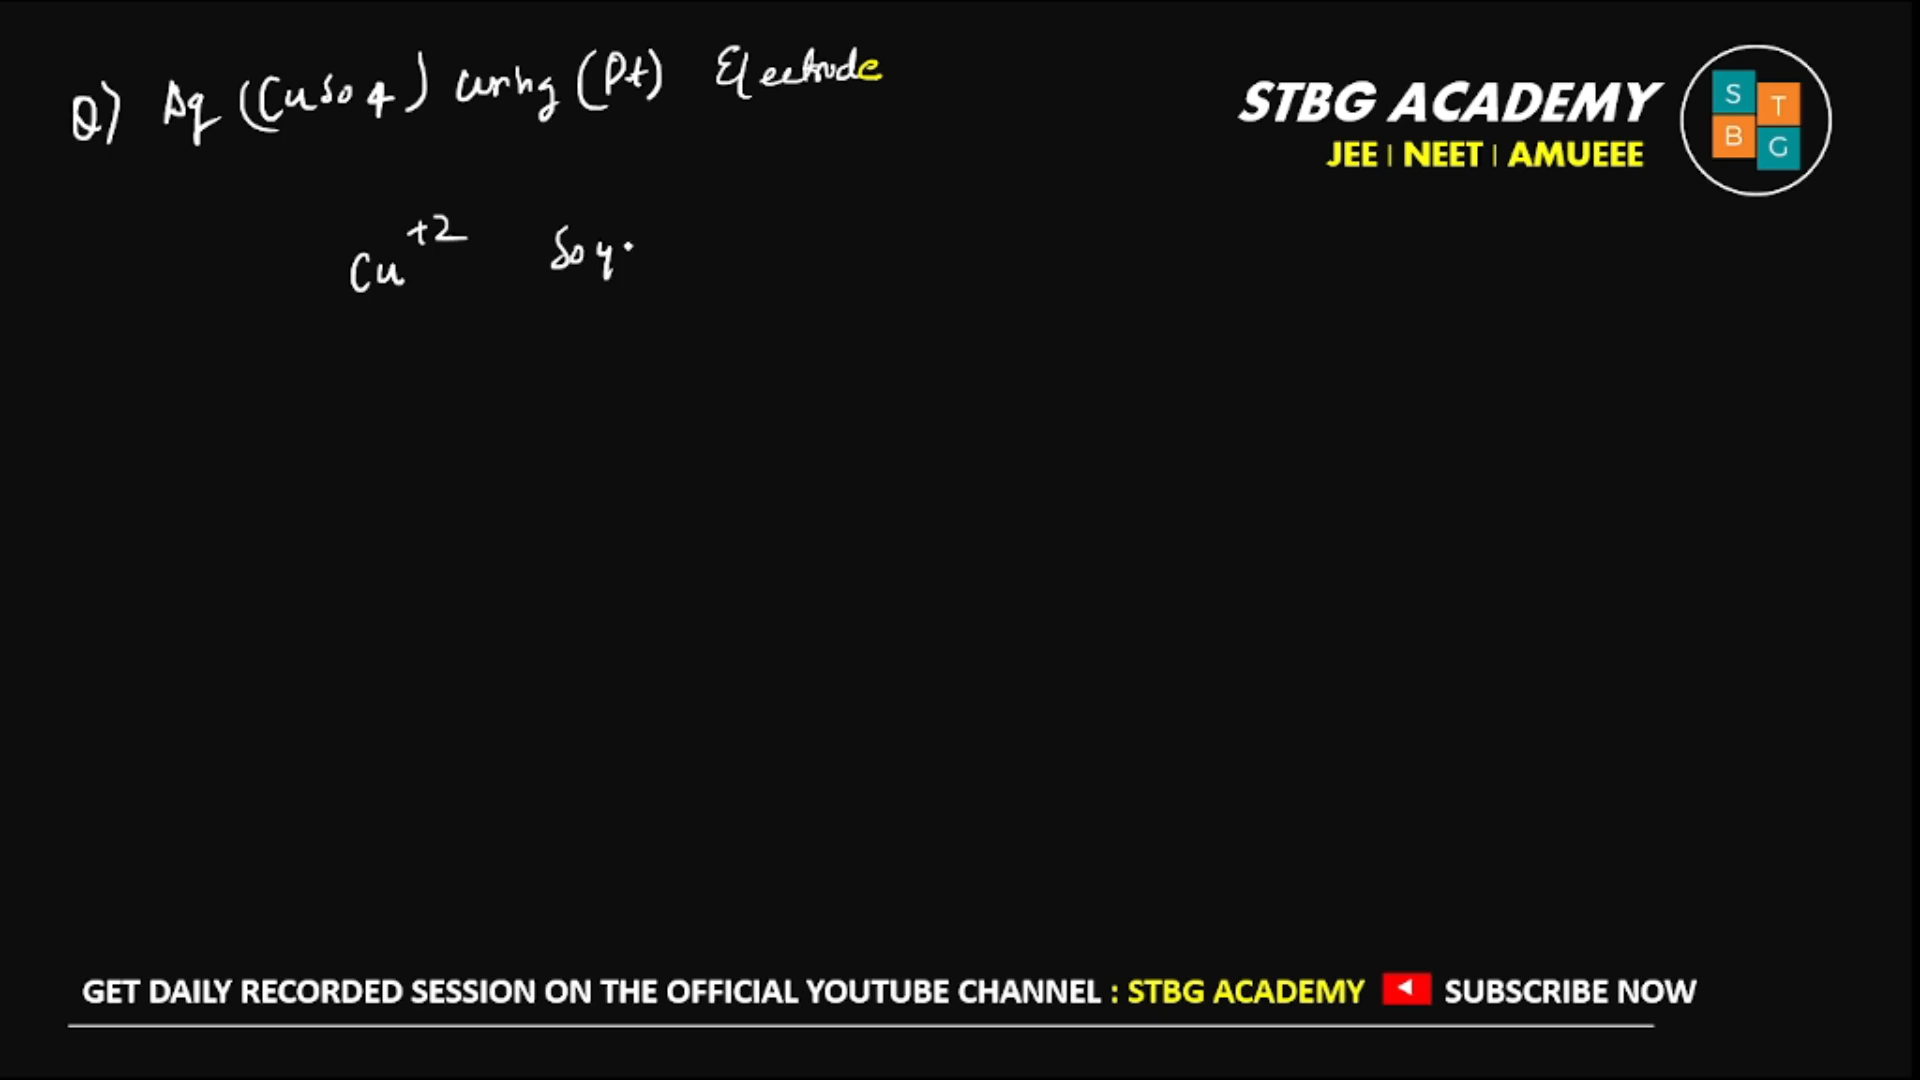 Q) Aq (CuSo4) using (Pt) Electrode
STBG ACADEMY
JEE | NEET | AMUEEE
S T
B G
Cu+2 So4
GET DAILY RECORDED SESSION ON THE OFFICIAL YOUTUBE CHANNEL : STBG ACADEMY SUBSCRIBE NOW